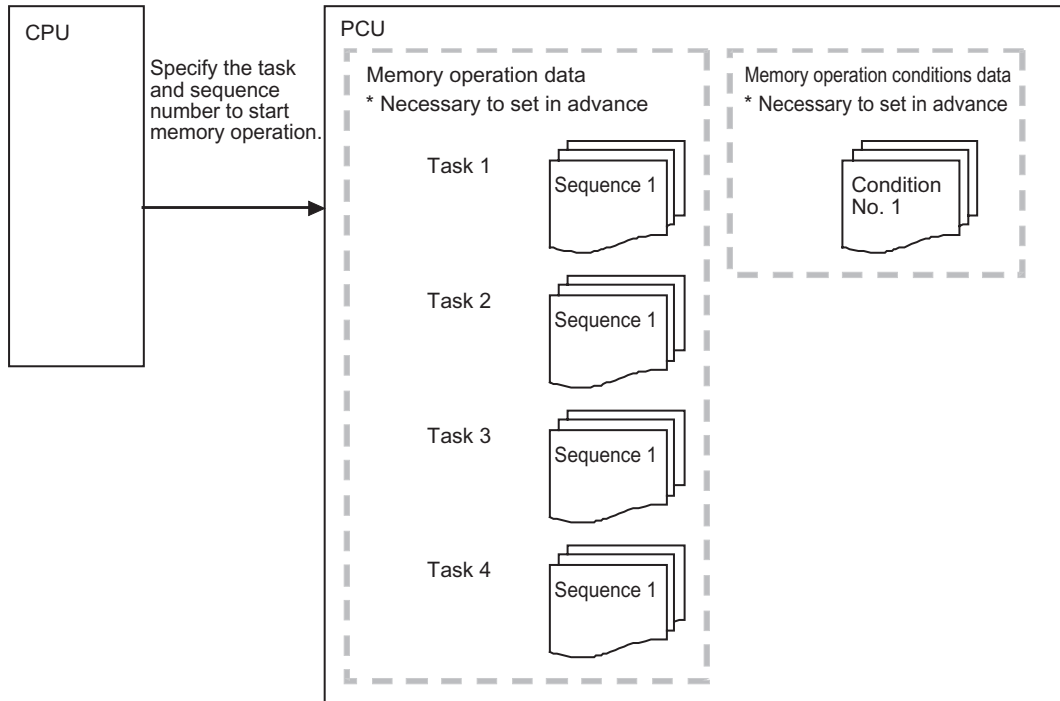 CPU
Specify the task
and sequence
number to start
memory operation.
PCU
Memory operation data
* Necessary to set in advance
Task 1
Sequence 1
Task 2
Sequence 1
Task 3
Sequence 1
Task 4
Sequence 1
Memory operation conditions data
* Necessary to set in advance
Condition
No. 1